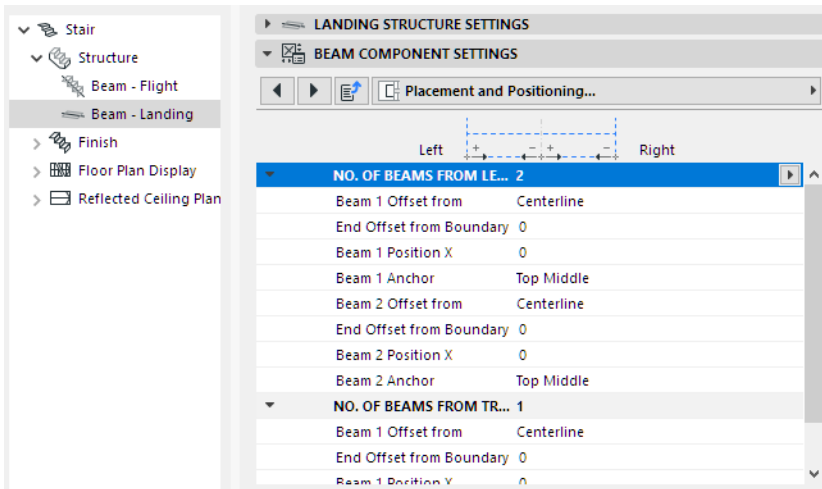 Stair
Structure
Beam - Flight
Beam - Landing
Finish
Floor Plan Display
Reflected Ceiling Plan
LANDING STRUCTURE SETTINGS
BEAM COMPONENT SETTINGS
Placement and Positioning...
Left Right
NO. OF BEAMS FROM LE... 2
Beam 1 Offset from Centerline
End Offset from Boundary 0
Beam 1 Position X 0
Beam 1 Anchor Top Middle
Beam 2 Offset from Centerline
End Offset from Boundary 0
Beam 2 Position X 0
Beam 2 Anchor Top Middle
NO. OF BEAMS FROM TR... 1
Beam 1 Offset from Centerline
End Offset from Boundary 0
Beam 1 Position Y 0